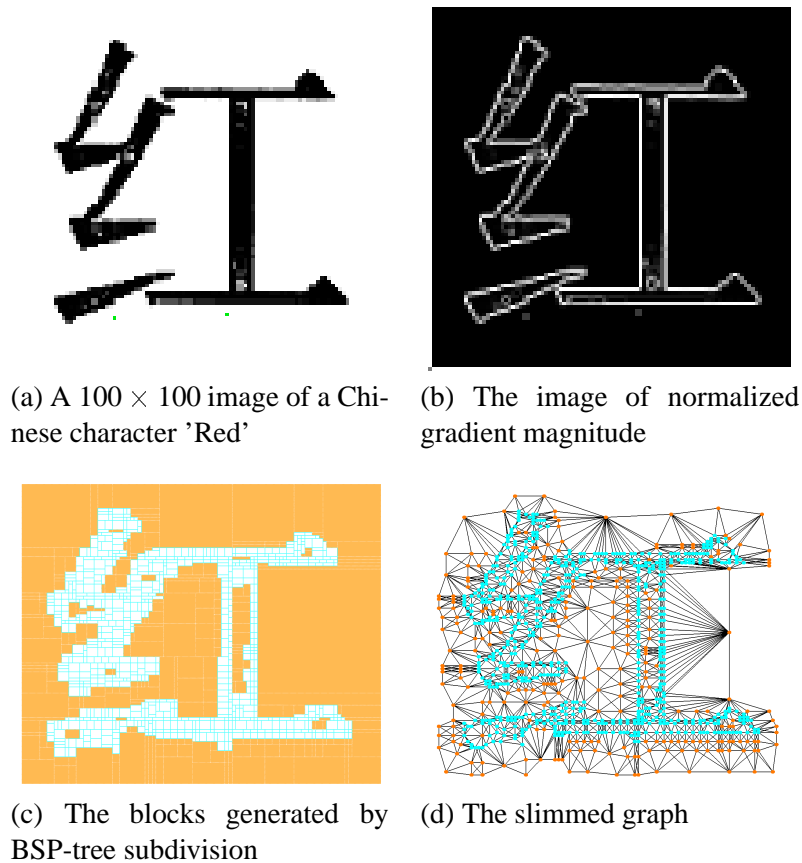 红
(a) A 100 × 100 image of a Chi-
nese character ’Red’
(b) The image of normalized
gradient magnitude
(c) The blocks generated by
BSP-tree subdivision
(d) The slimmed graph